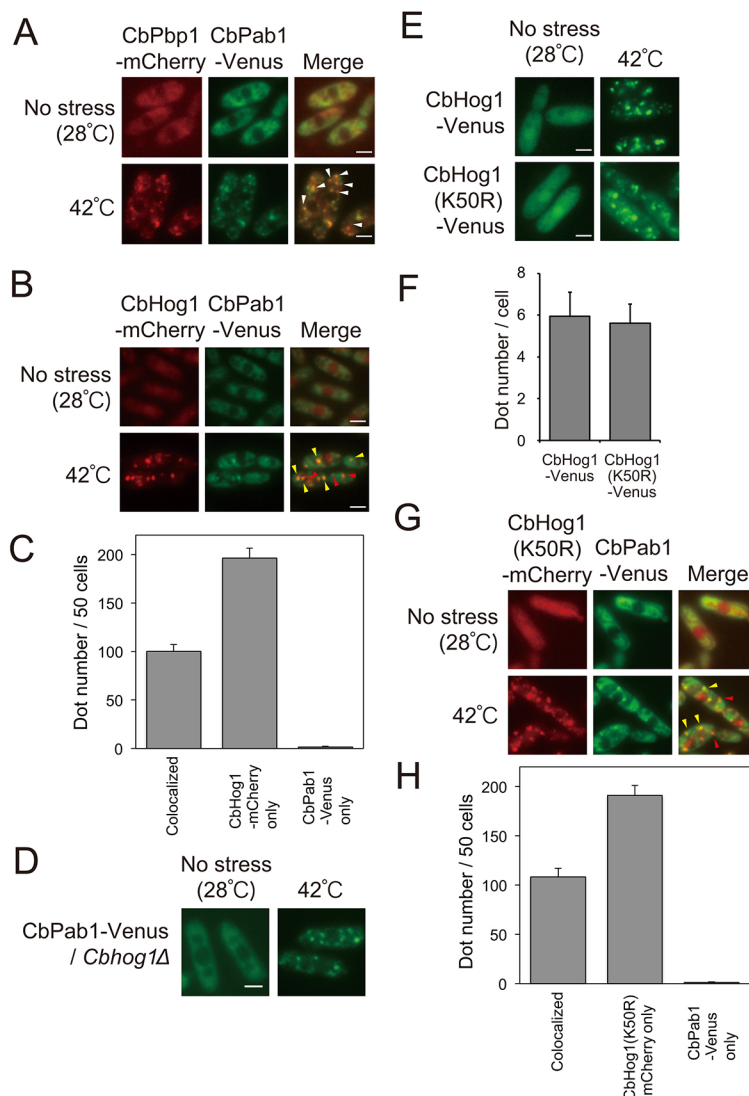 A
CbPbp1
-mCherry
CbPab1
-Venus
Merge
No stress
(28°C)
42°C
B
CbHog1
-mCherry
CbPab1
-Venus
Merge
No stress
(28°C)
42°C
C
Dot number / 50 cells
200
150
100
50
0
Colocalized
CbHog1
-mCherry
only
CbPab1
-Venus
only
D
No stress
(28°C)
42°C
CbPab1-Venus
/ Cbhog1Δ
E
No stress
(28°C)
42°C
CbHog1
-Venus
CbHog1
(K50R)
-Venus
F
Dot number / cell
8
6
4
2
0
CbHog1
-Venus
CbHog1
(K50R)
-Venus
G
CbHog1
(K50R)
-mCherry
CbPab1
-Venus
Merge
No stress
(28°C)
42°C
H
Dot number / 50 cells
200
150
100
50
0
Colocalized
CbHog1(K50R)
mCherry only
CbPab1
-Venus
only